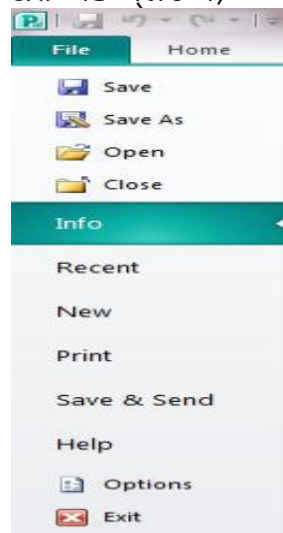 File Home
Save
Save As
Open
Close
Info
Recent
New
Print
Save & Send
Help
Options
Exit